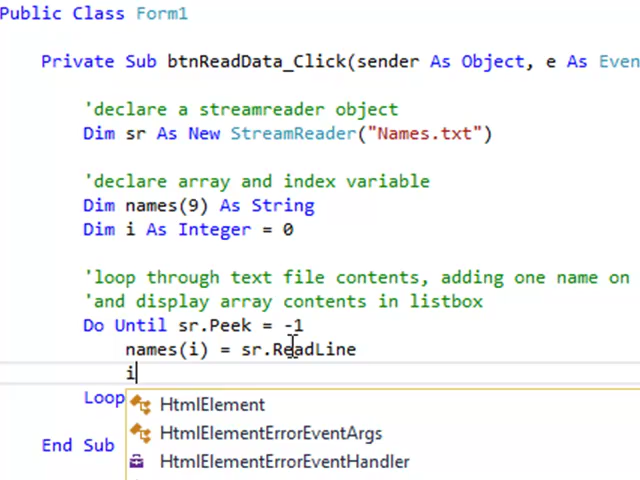 Public Class Form1
Private Sub btnReadData_Click(sender As Object, e As Even
'declare a streamreader object
Dim sr As New StreamReader("Names.txt")
'declare array and index variable
Dim names(9) As String
Dim i As Integer = 0
'loop through text file contents, adding one name on
'and display array contents in listbox
Do Until sr.Peek = -1
names(i) = sr.ReadLine
i
Loop
HtmlElement
HtmlElementErrorEventArgs
End Sub
HtmlElementErrorEventHandler